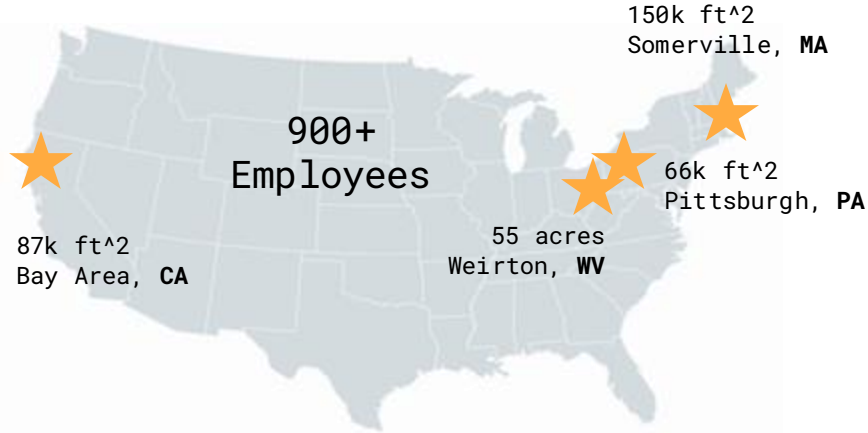 150k ft^2
Somerville, MA
900+
Employees
66k ft^2
Pittsburgh, PA
55 acres
Weirton, WV
87k ft^2
Bay Area, CA